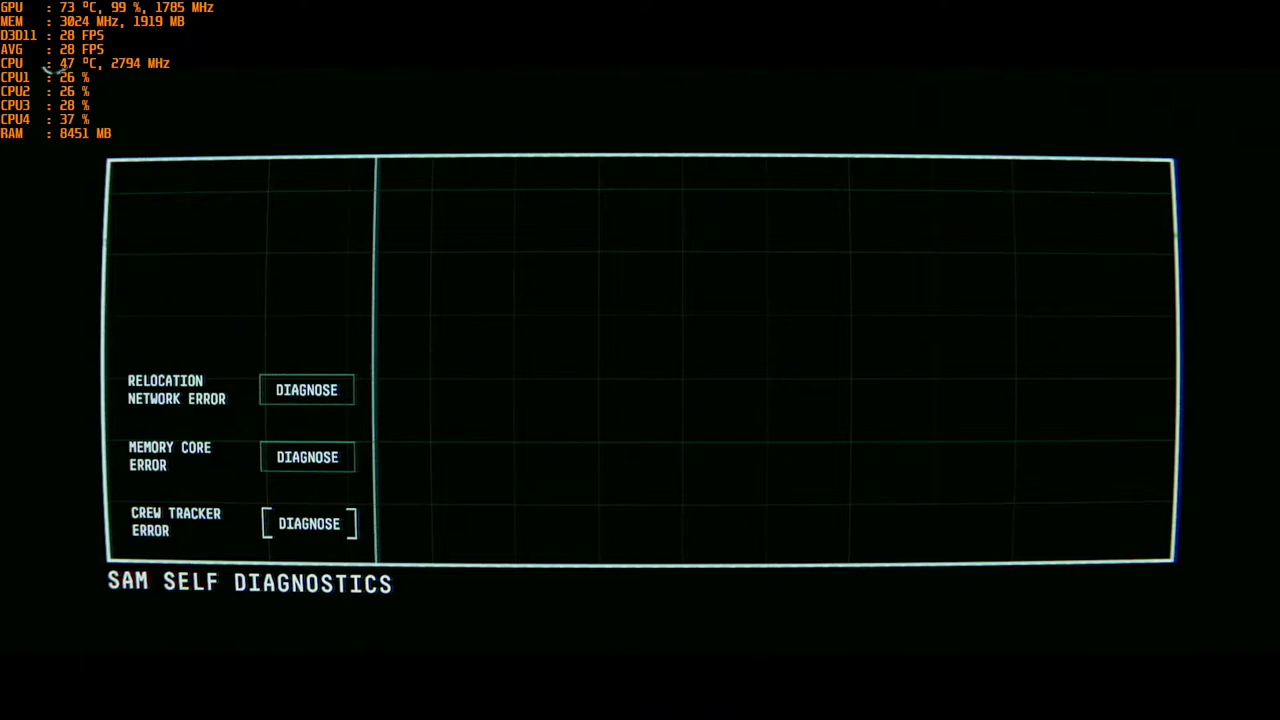 GPU : 73 ºC, 99 %, 1785 MHz
MEM : 3024 MHz, 1919 MB
D3D11 : 28 FPS
AVG : 28 FPS
CPU : 47 ºC, 2794 MHz
CPU1 : 26 %
CPU2 : 26 %
CPU3 : 28 %
CPU4 : 37 %
RAM : 8451 MB
RELOCATION
NETWORK ERROR
DIAGNOSE
MEMORY CORE
ERROR
DIAGNOSE
CREW TRACKER
ERROR
DIAGNOSE
SAM SELF DIAGNOSTICS